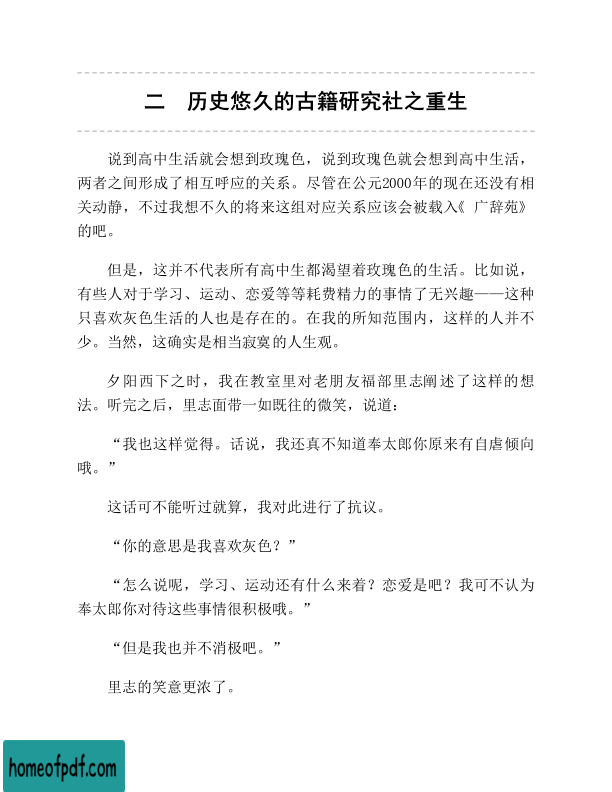 二　历史悠久的古籍研究社之重生
说到高中生活就会想到玫瑰色，说到玫瑰色就会想到高中生活，
两者之间形成了相互呼应的关系。尽管在公元2000年的现在还没有相
关动静，不过我想不久的将来这组对应关系应该会被载入《 广辞苑》
的吧。
但是，这并不代表所有高中生都渴望着玫瑰色的生活。比如说，
有些人对于学习、运动、恋爱等等耗费精力的事情了无兴趣——这种
只喜欢灰色生活的人也是存在的。在我的所知范围内，这样的人并不
少。当然，这确实是相当寂寞的人生观。
夕阳西下之时，我在教室里对老朋友福部里志阐述了这样的想
法。听完之后，里志面带一如既往的微笑，说道：
“我也这样觉得。话说，我还真不知道奉太郎你原来有自虐倾向
哦。”
这话可不能听过就算，我对此进行了抗议。
“你的意思是我喜欢灰色？”
“怎么说呢，学习、运动还有什么来着？恋爱是吧？我可不认为
奉太郎你对待这些事情很积极哦。”
“但是我也并不消极吧。”
里志的笑意更浓了。
homeofpdf.com